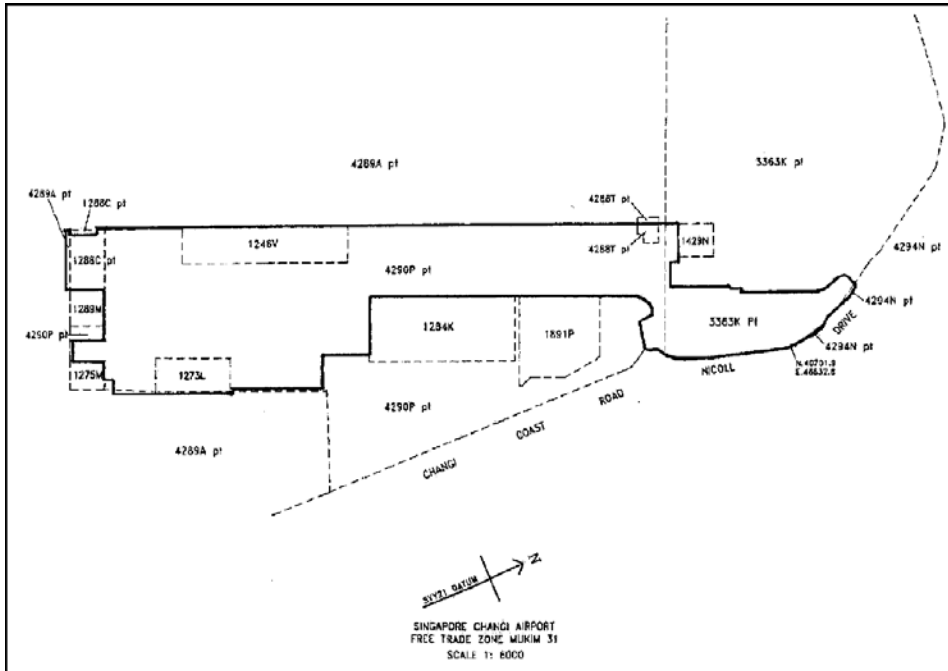 4289A pt
3363K pt
4289A pt
1288C pt
4288T pt
1246V
4288T pt
1429N
4294N pt
1288C pt
4290P pt
1289M
4294N pt
4290P pt
1284K
1891P
3363K Pt
DRIVE
4294N pt
NICOLL
1275M
1273L
4290P pt
ROAD
COAST
4289A pt
CHANGI
N
SVY21 DATUM
SINGAPORE CHANGI AIRPORT
FREE TRADE ZONE MUKIM 31
SCALE 1: 8000